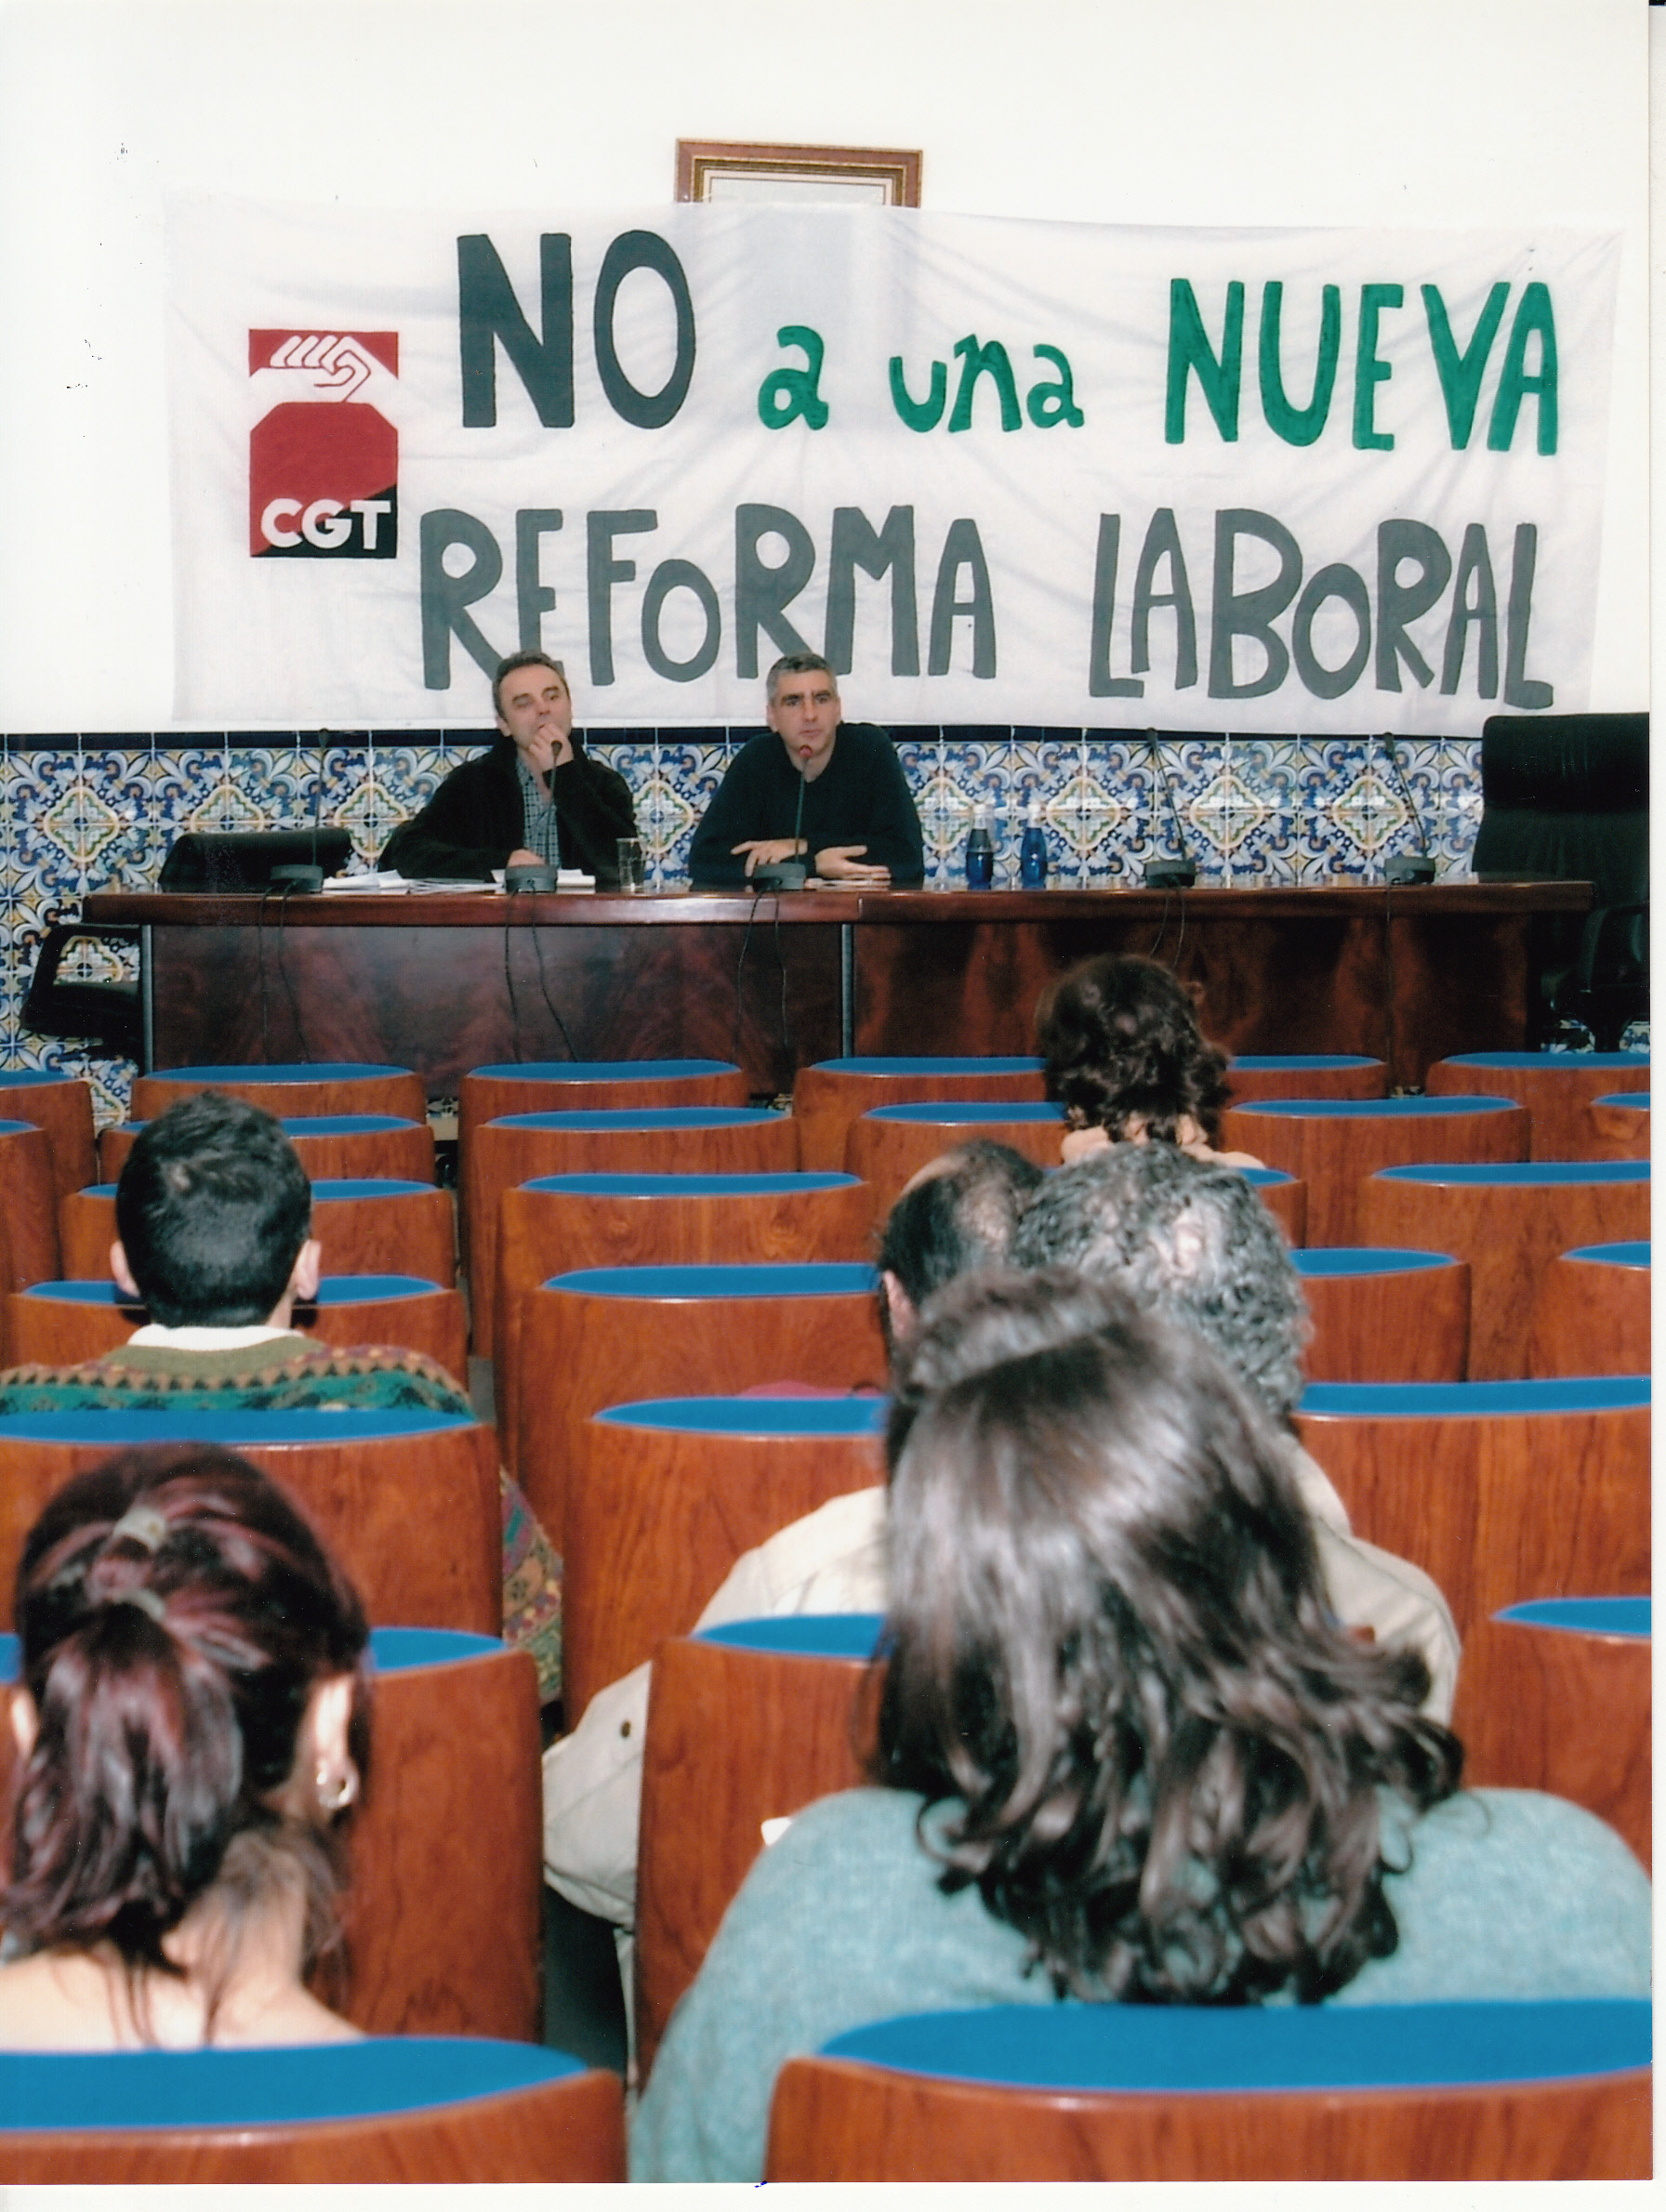 NO a una NUEVA
REFORMA LABORAL
CGT